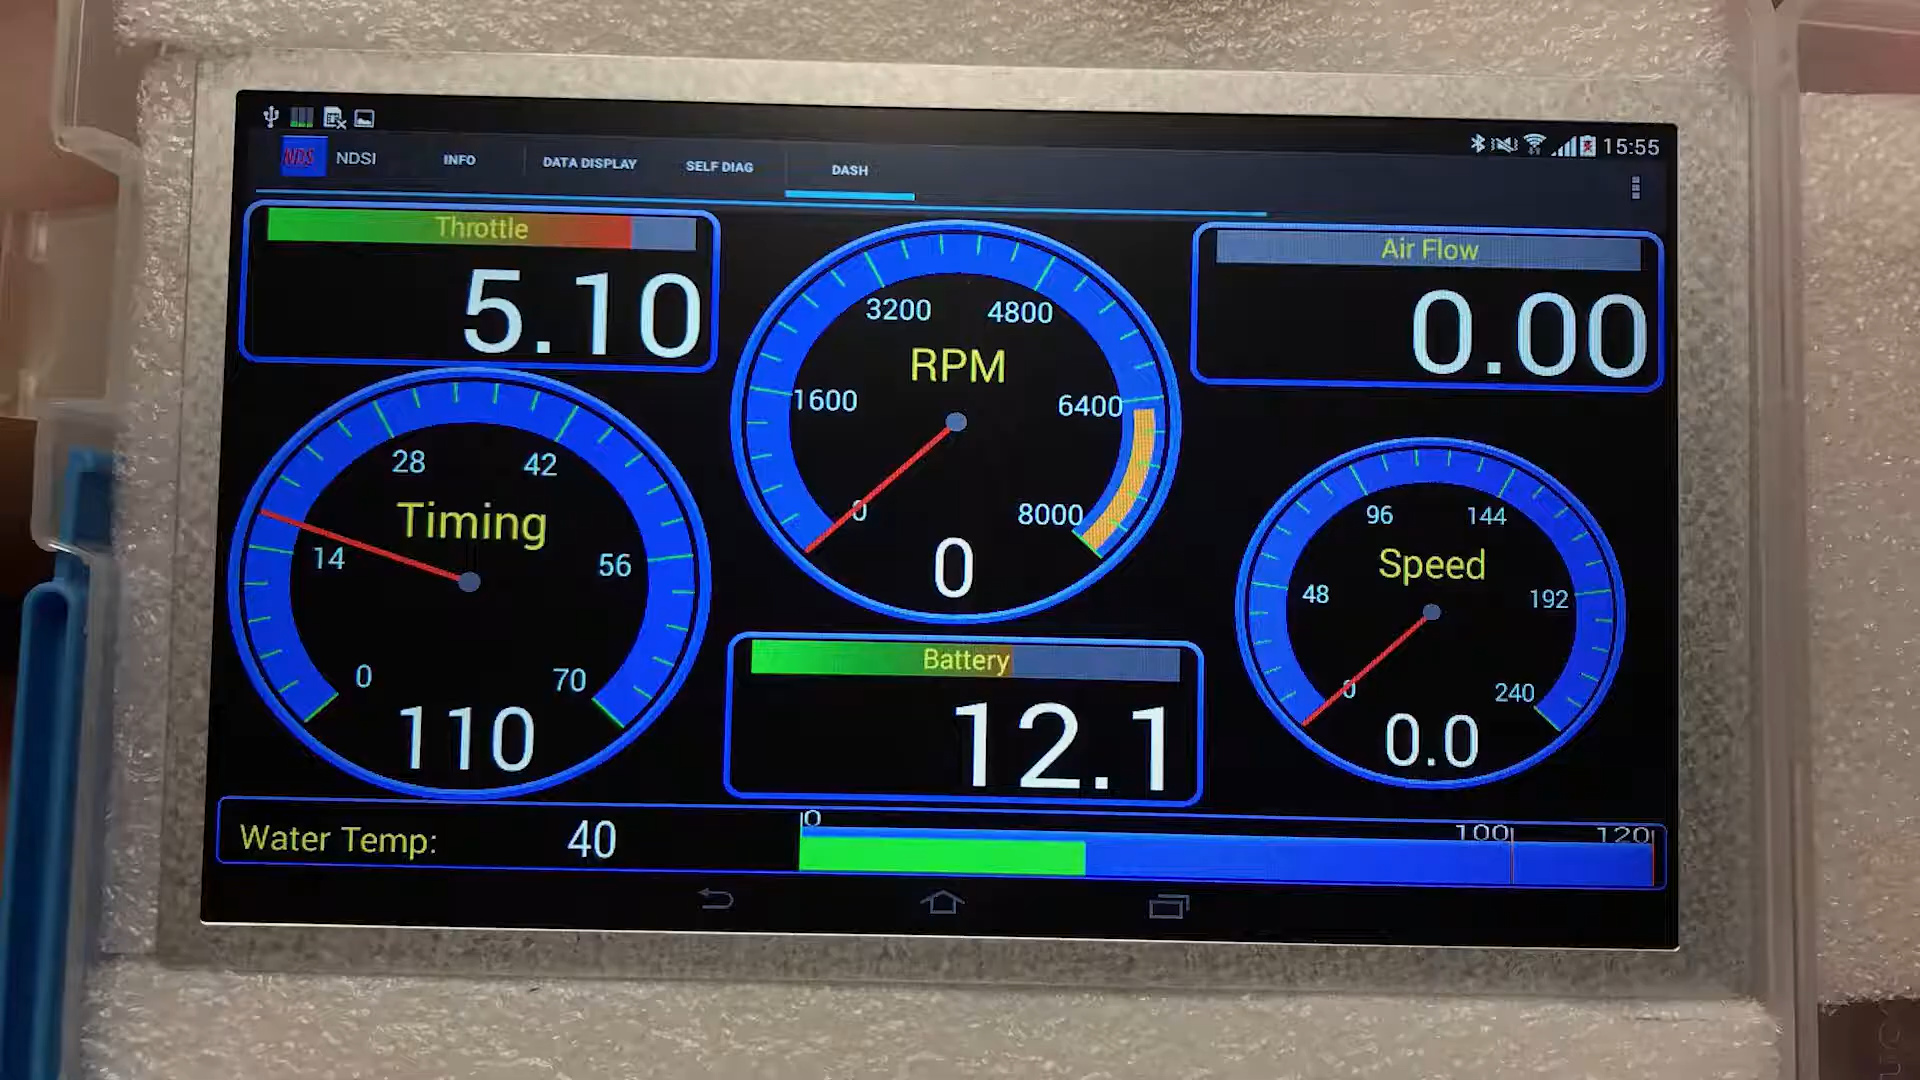 15:55
NDS NDSI INFO DATA DISPLAY SELF DIAG DASH
Throttle
5.10
3200 4800
1600 6400
RPM
0 8000
0
Air Flow
0.00
28 42
Timing
14 56
0 70
110
Battery
12.1
96 144
Speed
48 192
0 240
0.0
Water Temp: 40
0 100 120